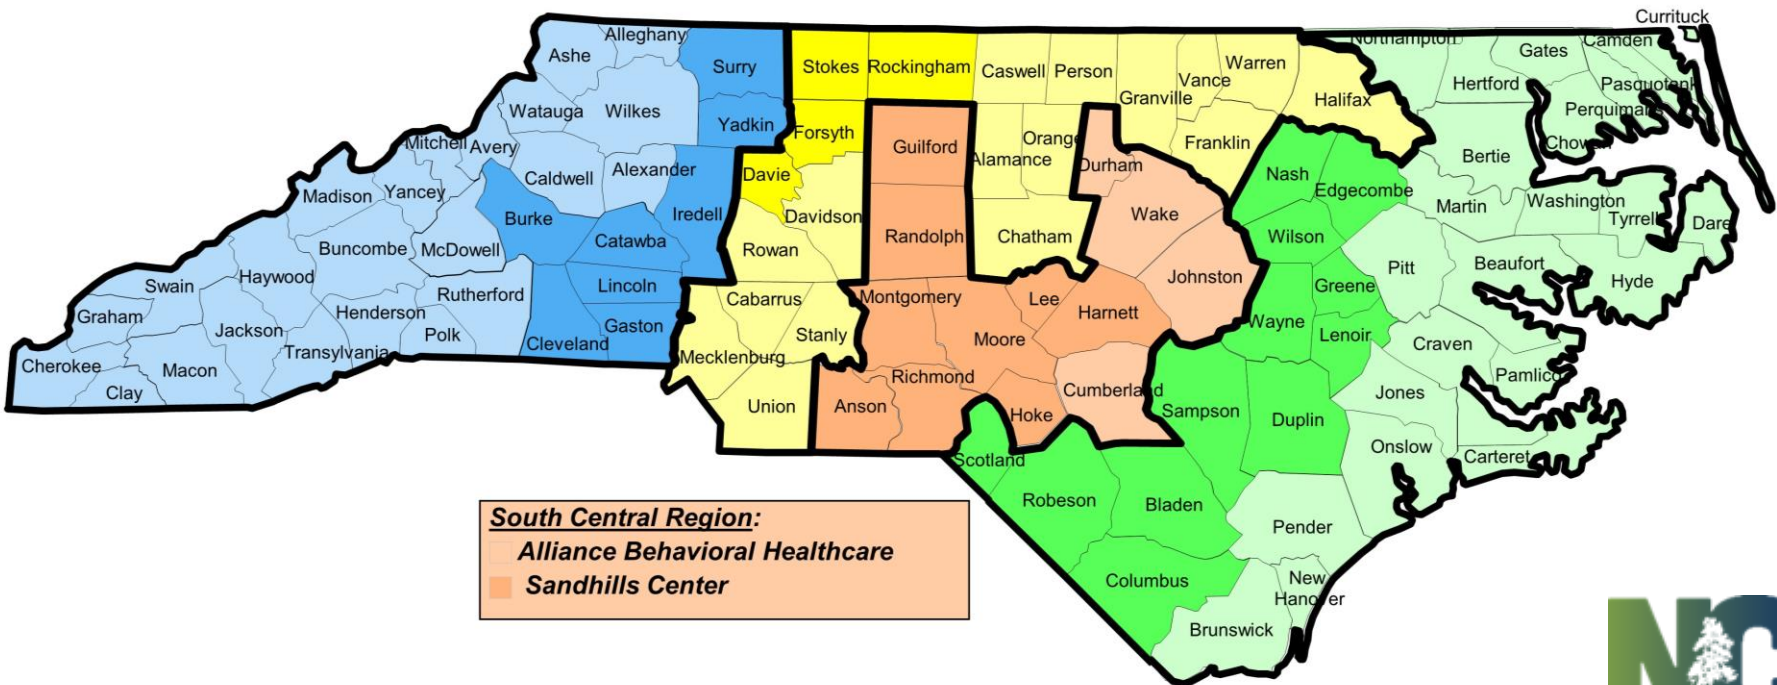 Currituck
Alleghany
Northampton
Camden
Ashe
Gates
Surry
Stokes
Rockingham
Caswell
Person
Warren
Vance
Hertford
Pasquotank
Watauga
Wilkes
Granville
Halifax
Perquimans
Yadkin
Forsyth
Mitchell
Avery
Guilford
Orange
Franklin
Chowan
Alamance
Durham
Bertie
Caldwell
Alexander
Davie
Nash
Edgecombe
Madison
Yancey
Burke
Iredell
Davidson
Wake
Martin
Washington
Tyrrell
Dare
Buncombe
McDowell
Catawba
Rowan
Randolph
Chatham
Wilson
Swain
Haywood
Lincoln
Johnston
Pitt
Beaufort
Hyde
Rutherford
Cabarrus
Montgomery
Lee
Greene
Graham
Jackson
Henderson
Polk
Gaston
Cleveland
Stanly
Moore
Harnett
Wayne
Lenoir
Craven
Cherokee
Macon
Transylvania
Mecklenburg
Clay
Richmond
Cumberland
Pamlico
Jones
Union
Anson
Hoke
Sampson
Duplin
Scotland
Onslow
Carteret
Robeson
Bladen
Pender
Columbus
New
Hanover
Brunswick
South Central Region:
Alliance Behavioral Healthcare
Sandhills Center
NC